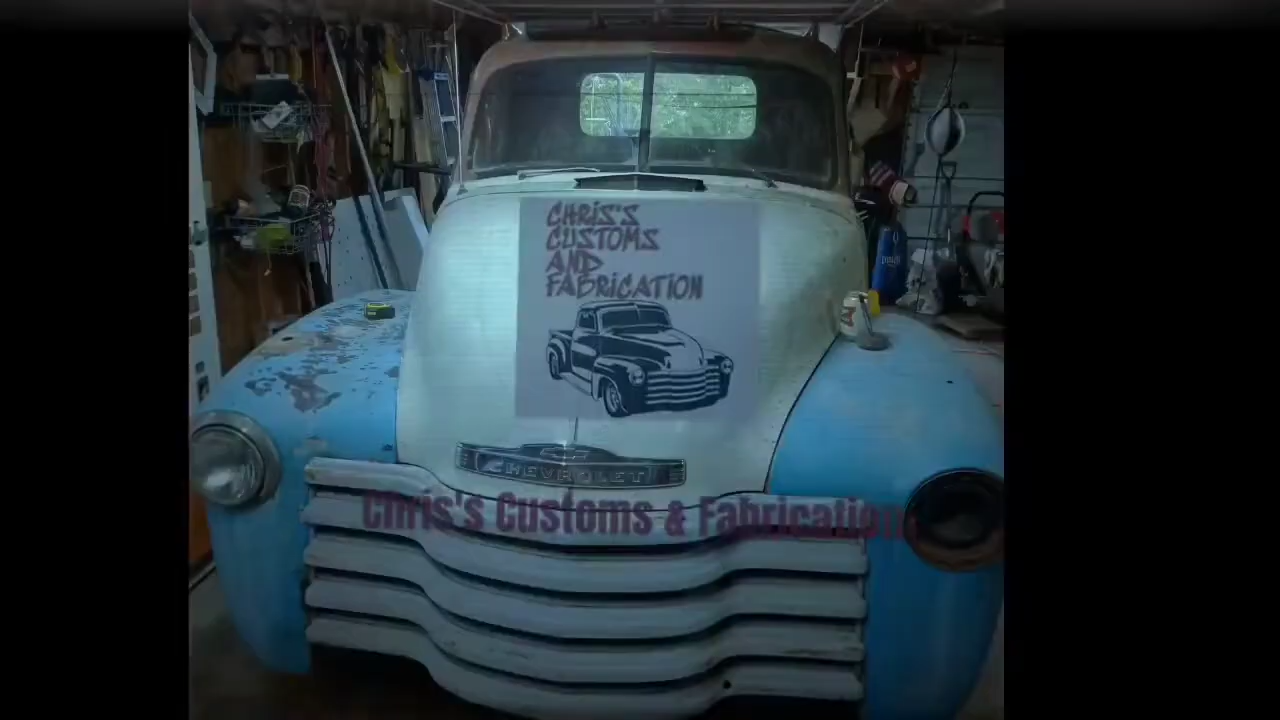 CHRIS'S
CUSTOMS
AND
FABRICATION
CHEVROLET
Chris's Customs & Fabrication